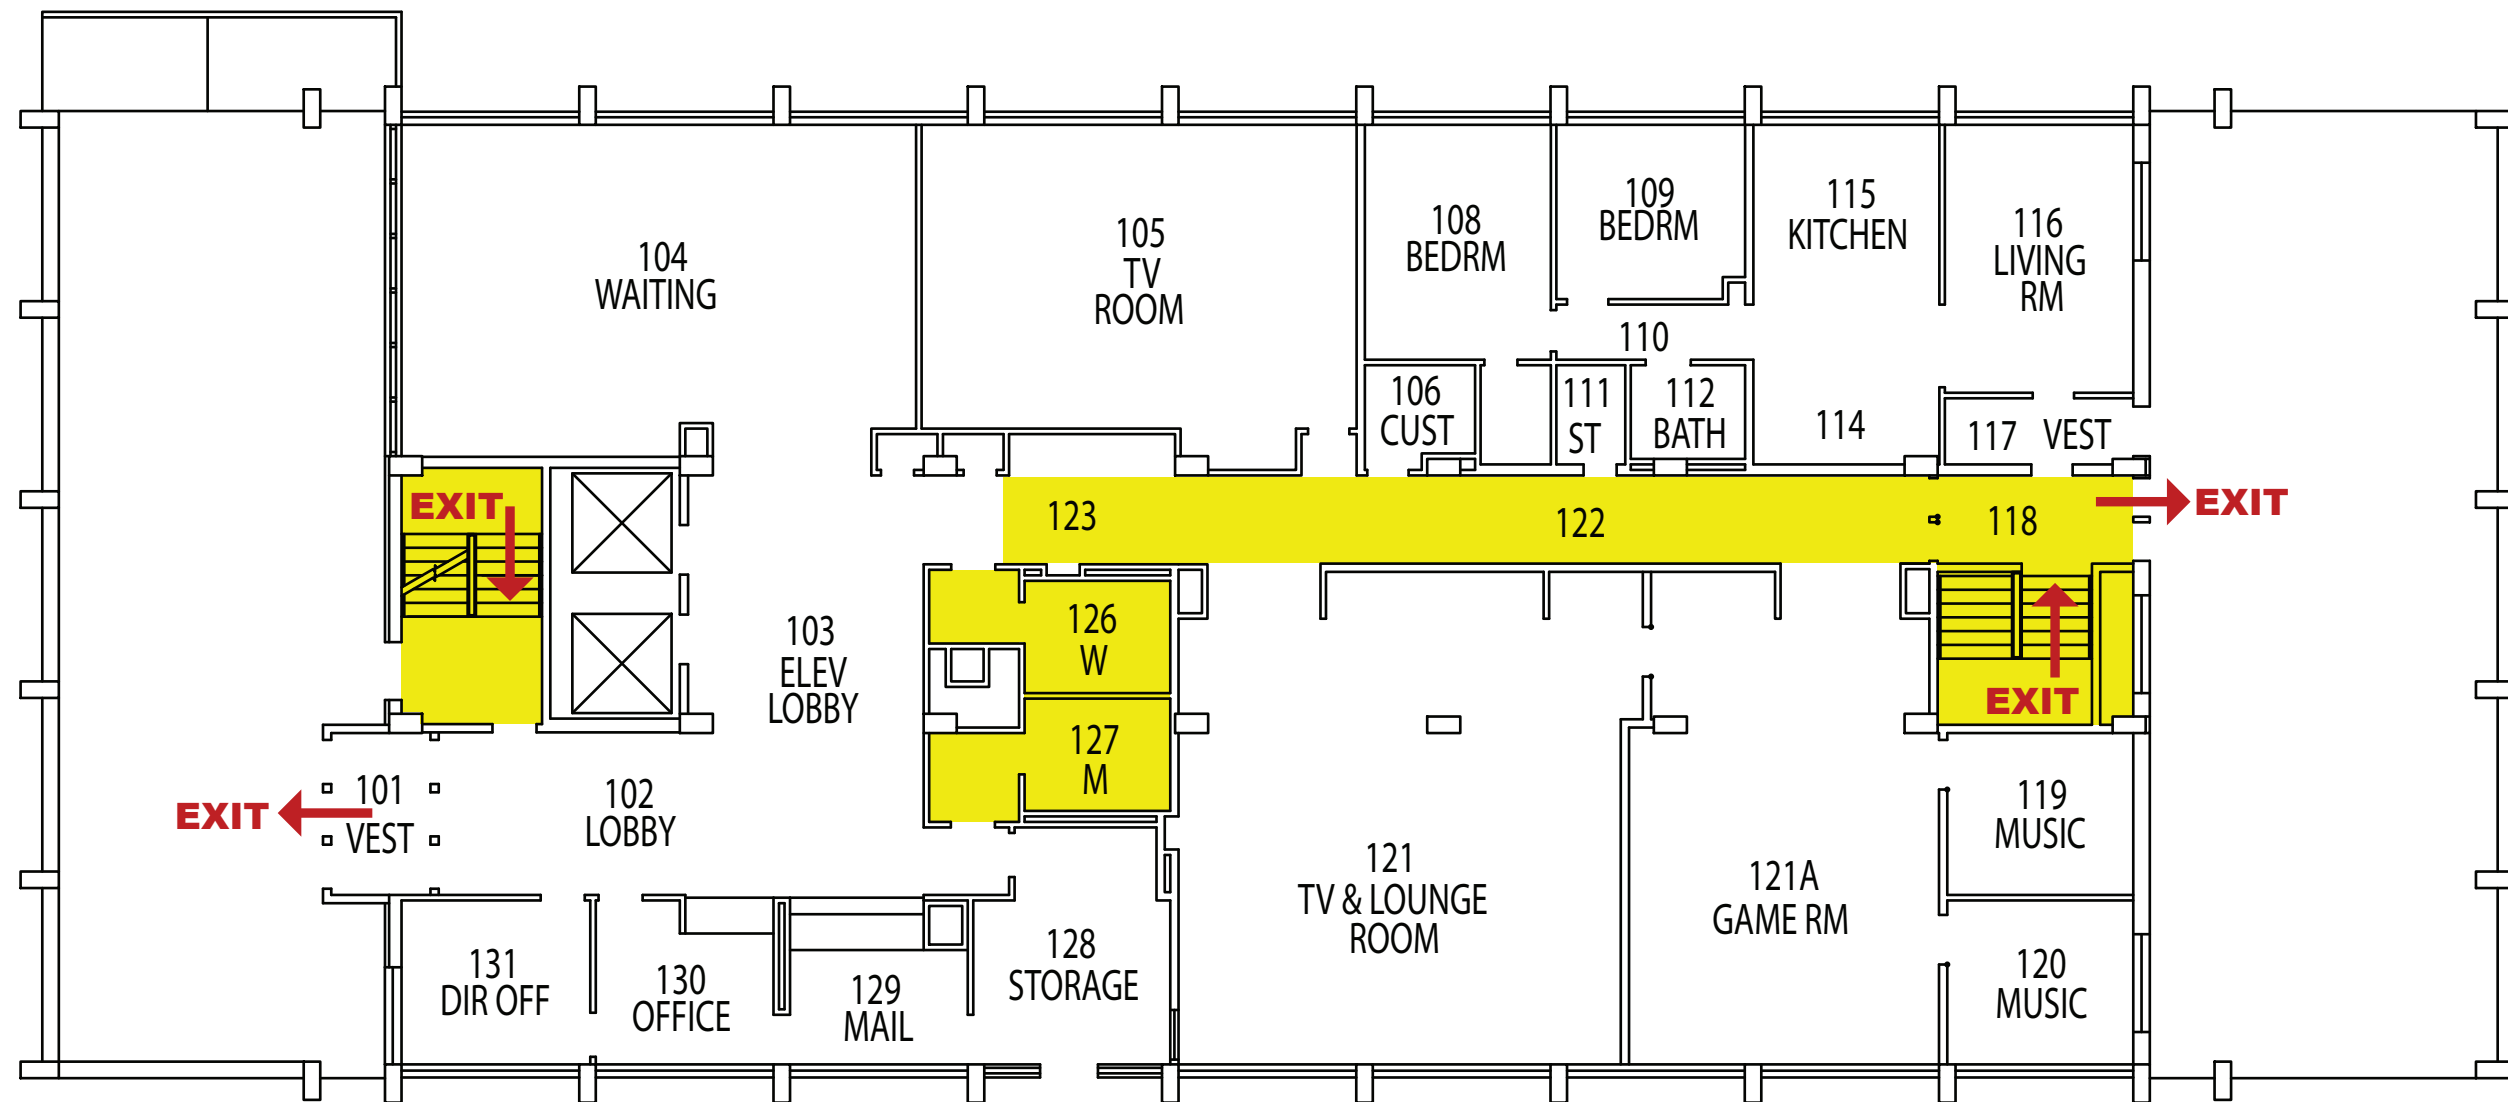 104
WAITING
105
TV
ROOM
108
BEDRM
109
BEDRM
115
KITCHEN
116
LIVING
RM
110
106
CUST
111
ST
112
BATH
114
117 VEST
EXIT
123
122
118
EXIT
103
ELEV
LOBBY
126
W
127
M
EXIT
101
VEST
EXIT
102
LOBBY
121
TV & LOUNGE
ROOM
121A
GAME RM
119
MUSIC
120
MUSIC
131
DIR OFF
130
OFFICE
129
MAIL
128
STORAGE